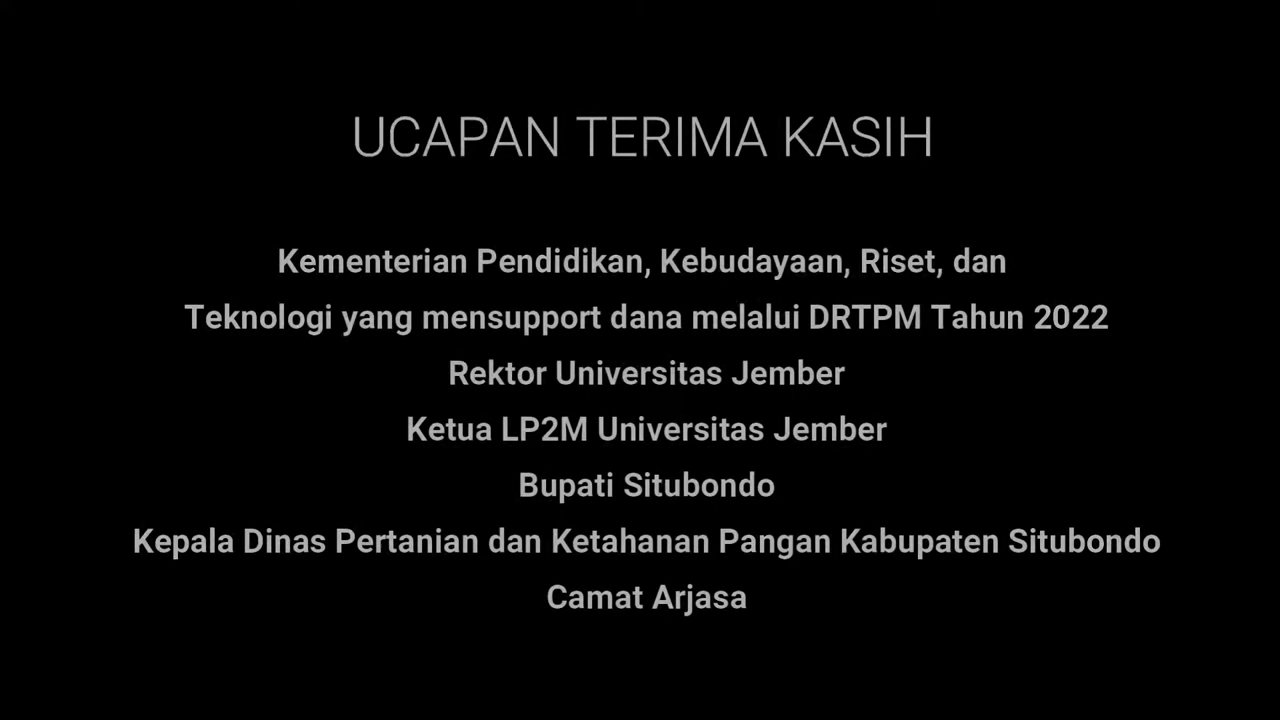 UCAPAN TERIMA KASIH
Kementerian Pendidikan, Kebudayaan, Riset, dan
Teknologi yang mensupport dana melalui DRTPM Tahun 2022
Rektor Universitas Jember
Ketua LP2M Universitas Jember
Bupati Situbondo
Kepala Dinas Pertanian dan Ketahanan Pangan Kabupaten Situbondo
Camat Arjasa